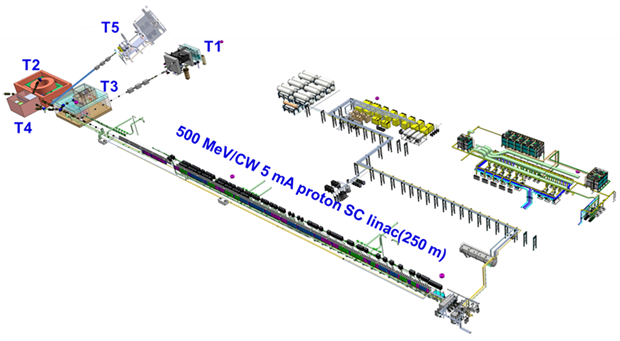 T5
T1
T2
T3
T4
500 MeV/CW 5 mA proton SC linac(250 m)